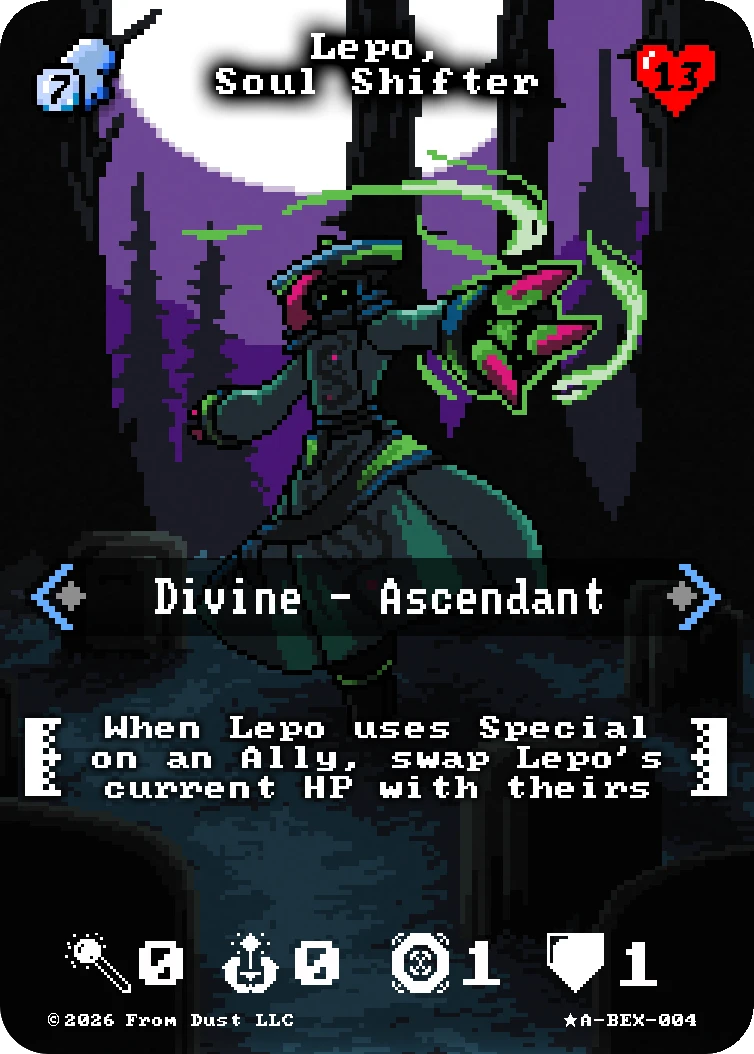 Lepo,
Soul Shifter
7
13
Divine - Ascendant
When Lepo uses Special
on an Ally, swap Lepo's
current HP with theirs
0 0 1 1
©2026 From Dust LLC
★A-BEX-004